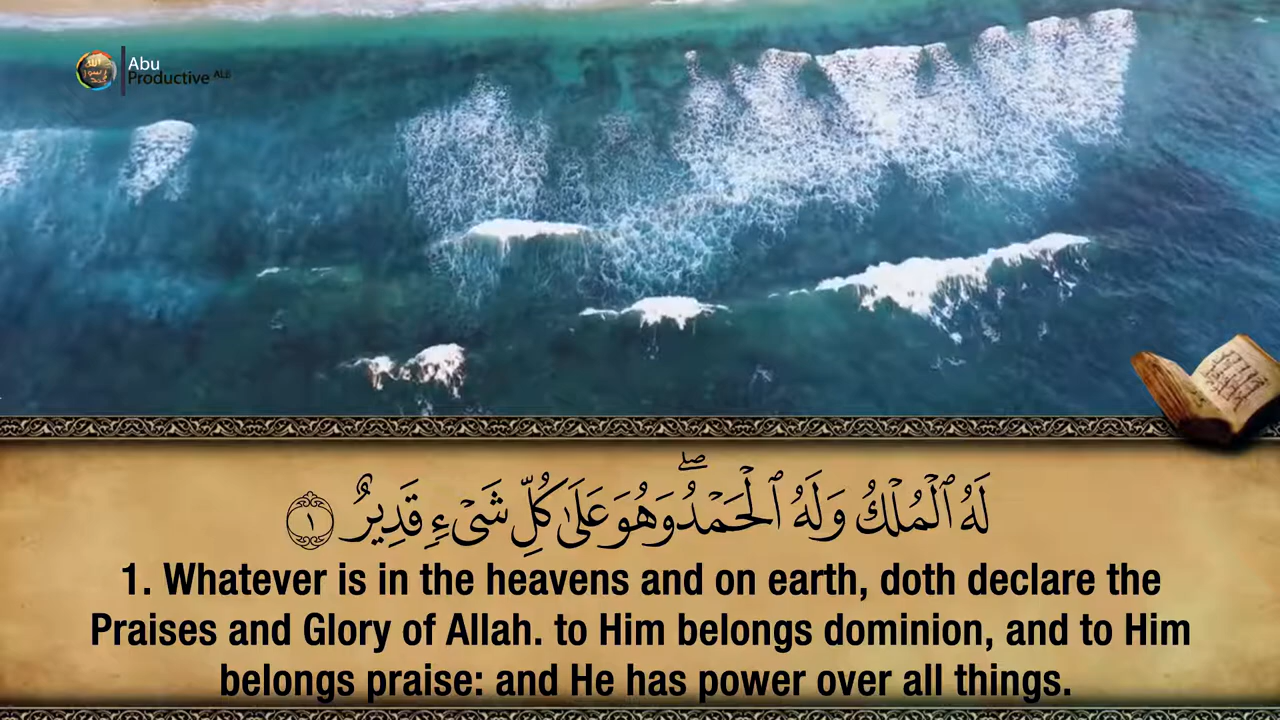 Abu
Productive ALB
لَهُ ٱلْمُلْكُ وَلَهُ ٱلْحَمْدُ ۖ وَهُوَ عَلَىٰ كُلِّ شَىْءٍ قَدِيرٌ ١
1. Whatever is in the heavens and on earth, doth declare the
Praises and Glory of Allah. to Him belongs dominion, and to Him
belongs praise: and He has power over all things.